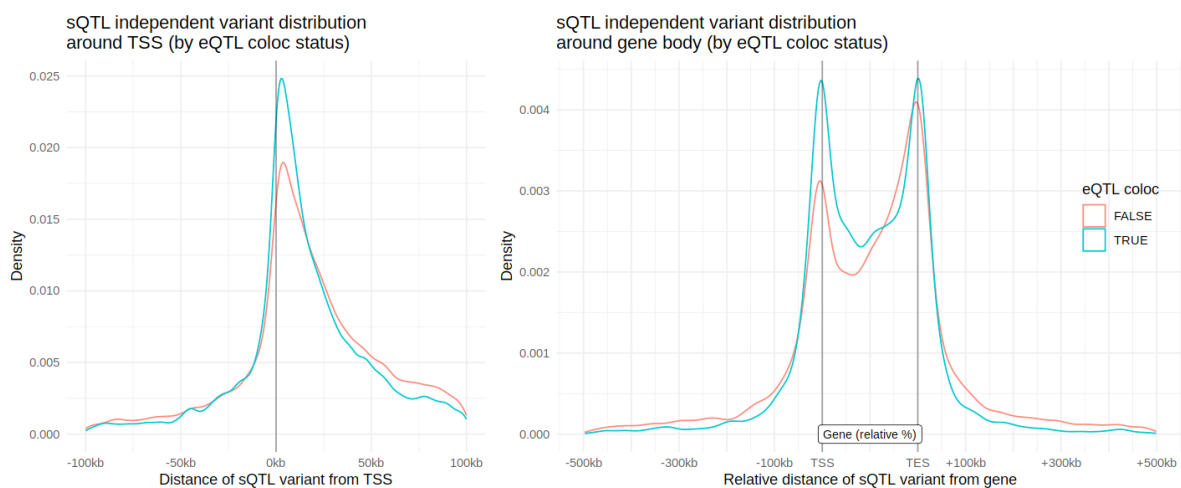 sQTL independent variant distribution
around TSS (by eQTL coloc status)
0.025
0.020
0.015
0.010
0.005
0.000
Density
-100kb
-50kb
0kb
50kb
100kb
Distance of sQTL variant from TSS
sQTL independent variant distribution
around gene body (by eQTL coloc status)
0.004
0.003
0.002
0.001
0.000
Density
Gene (relative %)
-500kb
-300kb
-100kb
TSS
TES
+100kb
+300kb
+500kb
Relative distance of sQTL variant from gene
eQTL coloc
FALSE
TRUE